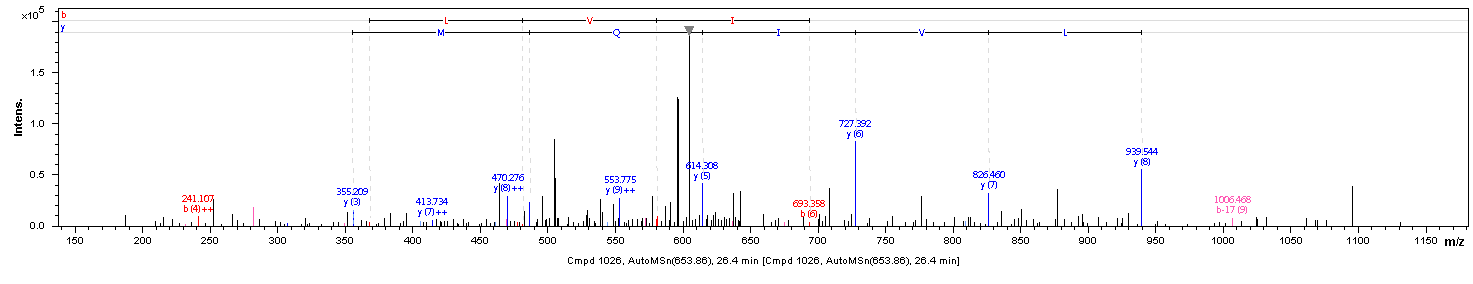 ×10⁵
b
y
L V I
M Q I V L
Intens.
1.5
1.0
0.5
0.0
727.392
y (6)
614.308
y (5)
939.544
y (8)
470.276
y (8)++
553.775
y (9)++
826.460
y (7)
355.209
y (3)
241.107
b (4)++
413.734
y (7)++
693.358
b (6)
1006.468
b-17 (9)
150 200 250 300 350 400 450 500 550 600 650 700 750 800 850 900 950 1000 1050 1100 1150 m/z
Cmpd 1026, AutoMSn(653.86), 26.4 min [Cmpd 1026, AutoMSn(653.86), 26.4 min]